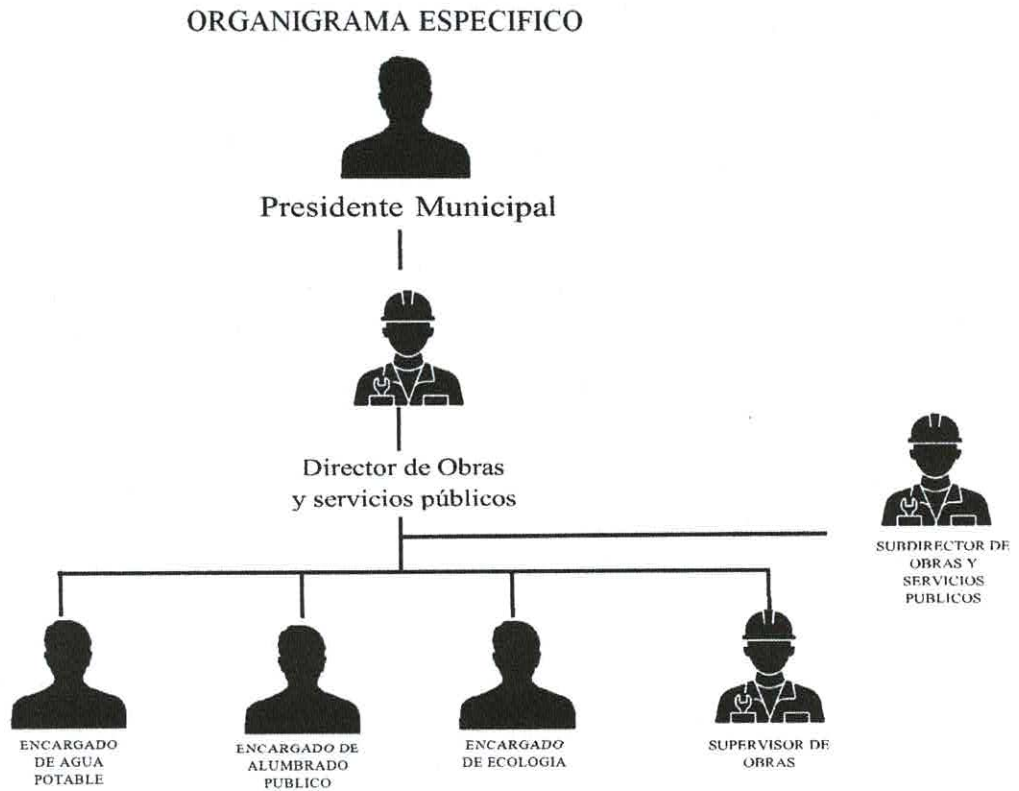 ORGANIGRAMA ESPECIFICO
Presidente Municipal
Director de Obras
y servicios públicos
SUBDIRECTOR DE
OBRAS Y
SERVICIOS
PUBLICOS
ENCARGADO
DE AGUA
POTABLE
ENCARGADO DE
ALUMBRADO
PUBLICO
ENCARGADO
DE ECOLOGIA
SUPERVISOR DE
OBRAS